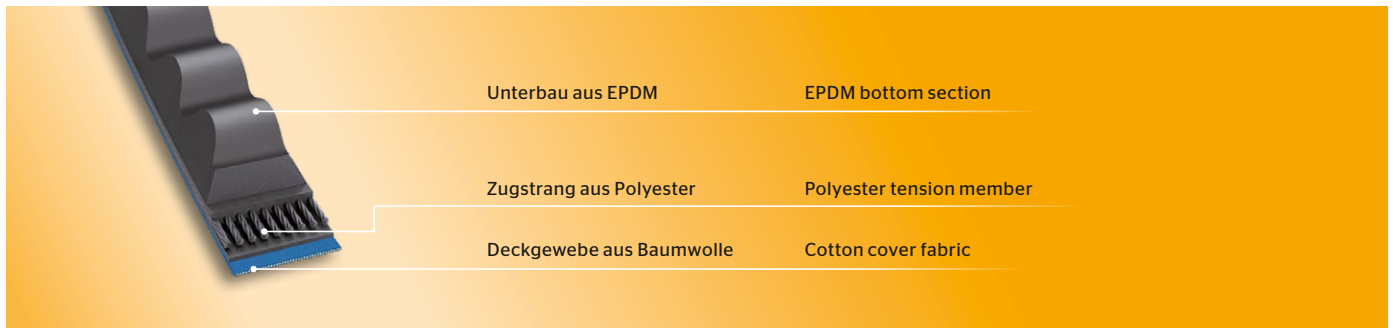 Unterbau aus EPDM EPDM bottom section
Zugstrang aus Polyester Polyester tension member
Deckgewebe aus Baumwolle Cotton cover fabric